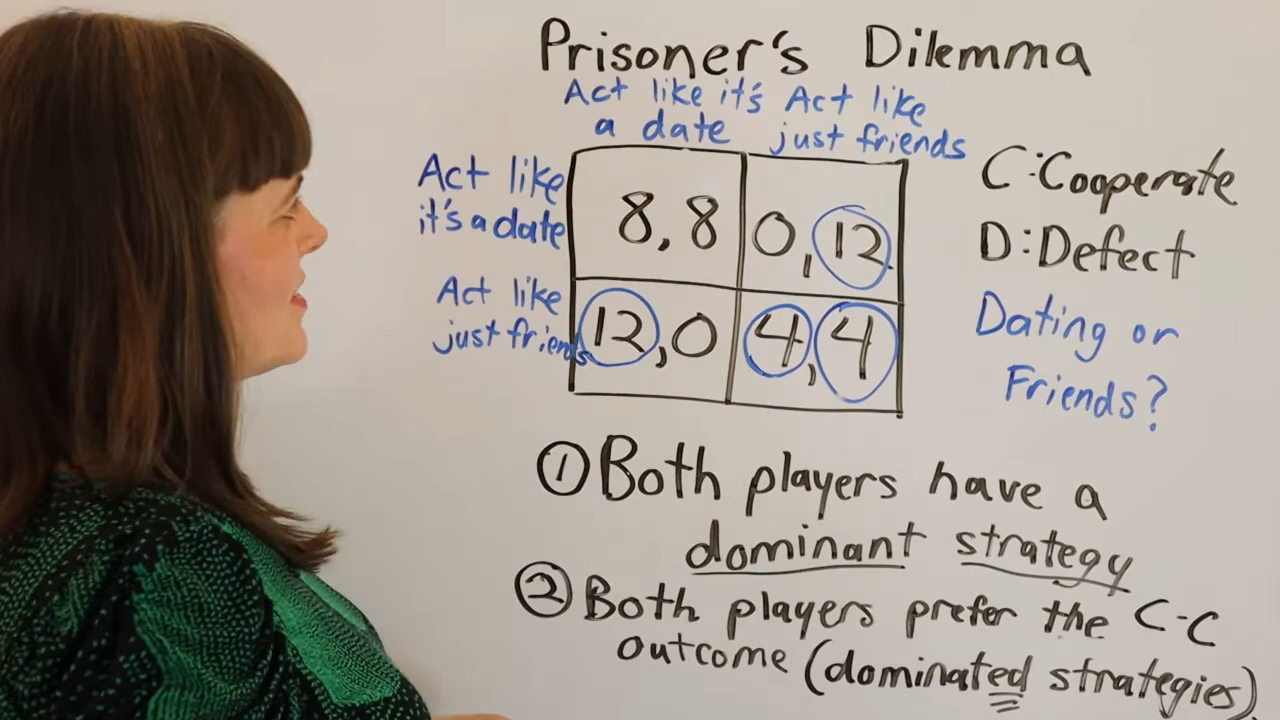 Prisoner's Dilemma
Act like it's Act like
a date just friends
Act like
it's a date
8,8 0,12
C:Cooperate
D:Defect
Act like
just friends
12,0 4,4
Dating or
Friends?
① Both players have a
dominant strategy
② Both players prefer the C-C
outcome (dominated strategies).